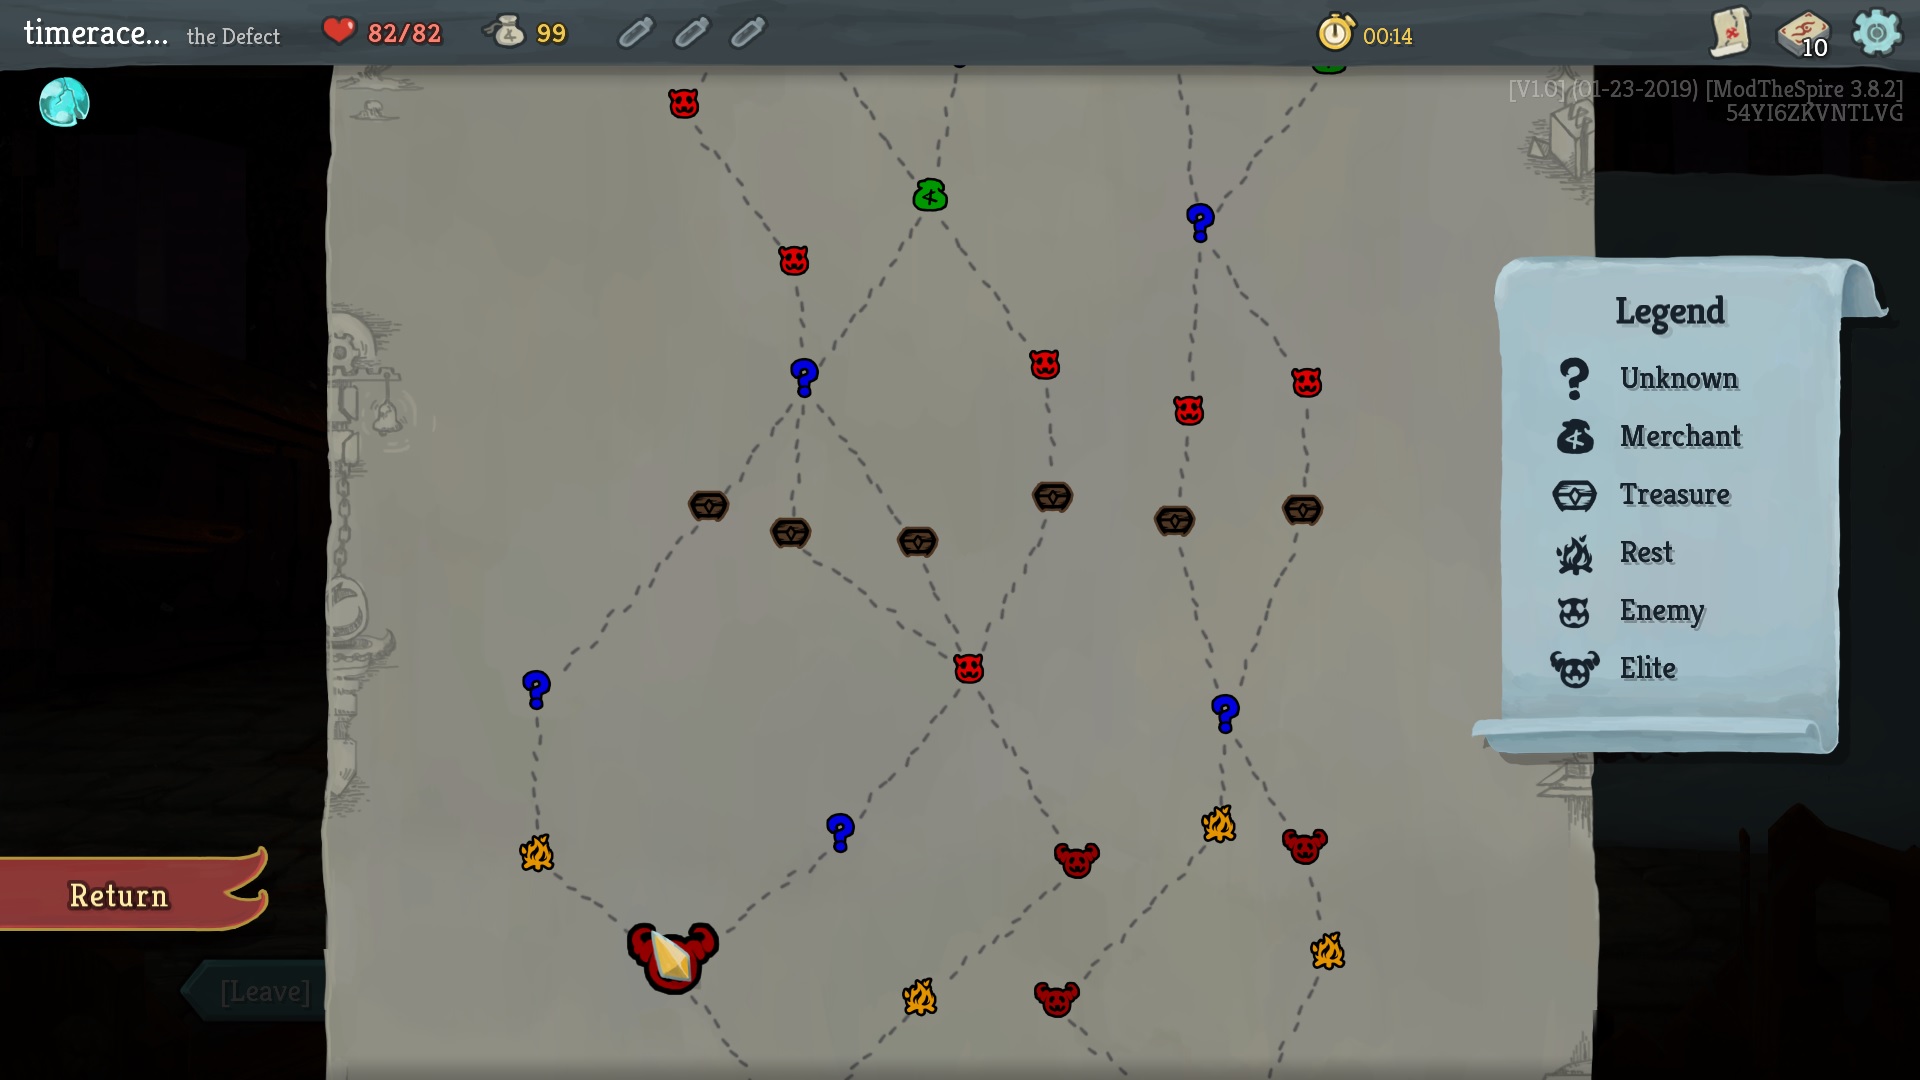 timerace... the Defect 82/82 99 00:14 10
[V1.0] (01-23-2019) [ModTheSpire 3.8.2]
54YI6ZKVNTLVG
Legend
Unknown
Merchant
Treasure
Rest
Enemy
Elite
Return
[Leave]